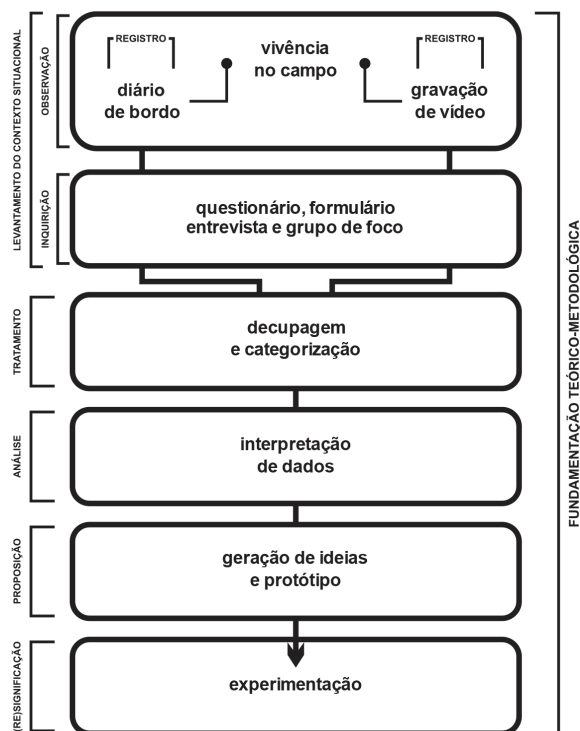 LEVANTAMENTO DO CONTEXTO SITUACIONAL
OBSERVAÇÃO
REGISTRO
diário
de bordo
vivência
no campo
REGISTRO
gravação
de vídeo
INQUIRIÇÃO
questionário, formulário
entrevista e grupo de foco
TRATAMENTO
decupagem
e categorização
ANÁLISE
interpretação
de dados
PROPOSIÇÃO
geração de ideias
e protótipo
(RE)SIGNIFICAÇÃO
experimentação
FUNDAMENTAÇÃO TEÓRICO-METODOLÓGICA